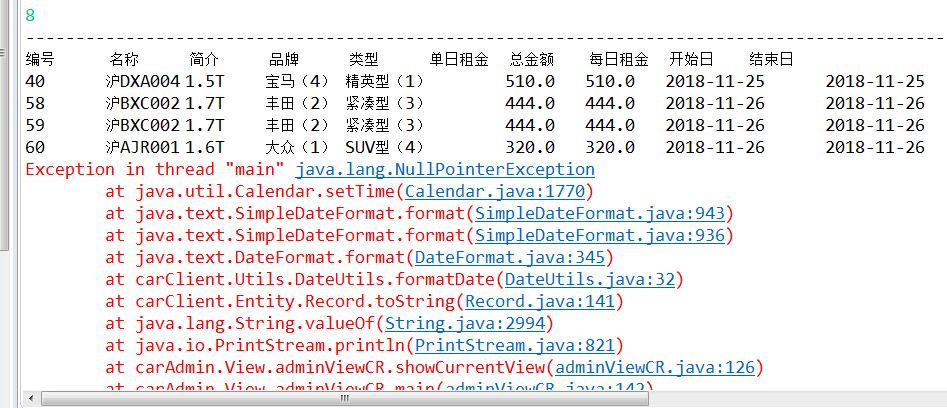 8
--------------------------------------------------------------------------------------------
编号 名称 简介 品牌 类型 单日租金 总金额 每日租金 开始日 结束日
40 沪DXA004 1.5T 宝马（4） 精英型（1） 510.0 510.0 2018-11-25 2018-11-25
58 沪BXC002 1.7T 丰田（2） 紧凑型（3） 444.0 444.0 2018-11-26 2018-11-26
59 沪BXC002 1.7T 丰田（2） 紧凑型（3） 444.0 444.0 2018-11-26 2018-11-26
60 沪AJR001 1.6T 大众（1） SUV型（4） 320.0 320.0 2018-11-26 2018-11-26
Exception in thread "main" java.lang.NullPointerException
at java.util.Calendar.setTime(Calendar.java:1770)
at java.text.SimpleDateFormat.format(SimpleDateFormat.java:943)
at java.text.SimpleDateFormat.format(SimpleDateFormat.java:936)
at java.text.DateFormat.format(DateFormat.java:345)
at carClient.Utils.DateUtils.formatDate(DateUtils.java:32)
at carClient.Entity.Record.toString(Record.java:141)
at java.lang.String.valueOf(String.java:2994)
at java.io.PrintStream.println(PrintStream.java:821)
at carAdmin.View.adminViewCR.showCurrentView(adminViewCR.java:126)
at carAdmin.View.adminViewCR.main(adminViewCR.java:142)